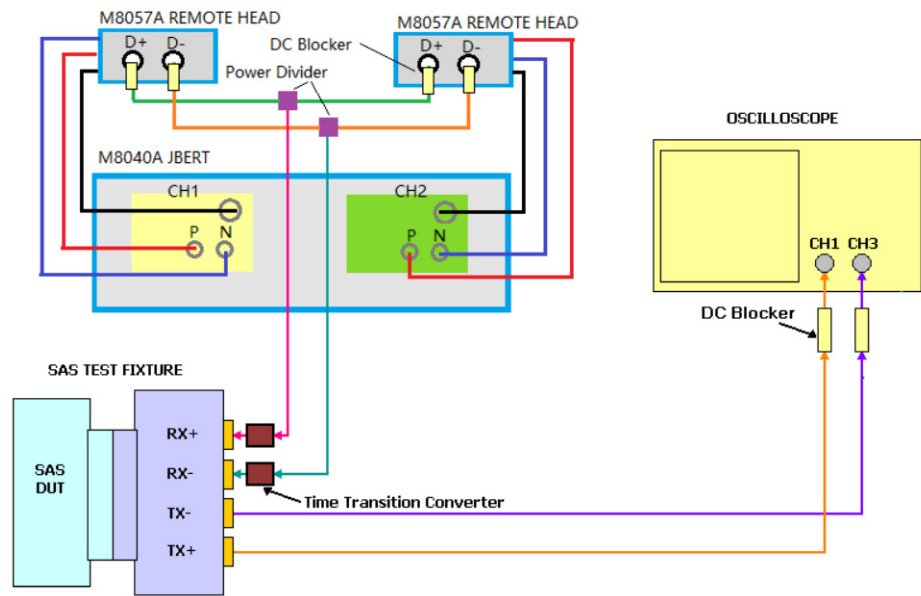 M8057A REMOTE HEAD
D+ D-
DC Blocker
Power Divider
M8057A REMOTE HEAD
D+ D-
M8040A JBERT
CH1
P N
CH2
P N
OSCILLOSCOPE
CH1 CH3
DC Blocker
SAS TEST FIXTURE
SAS
DUT
RX+
RX-
TX-
TX+
Time Transition Converter